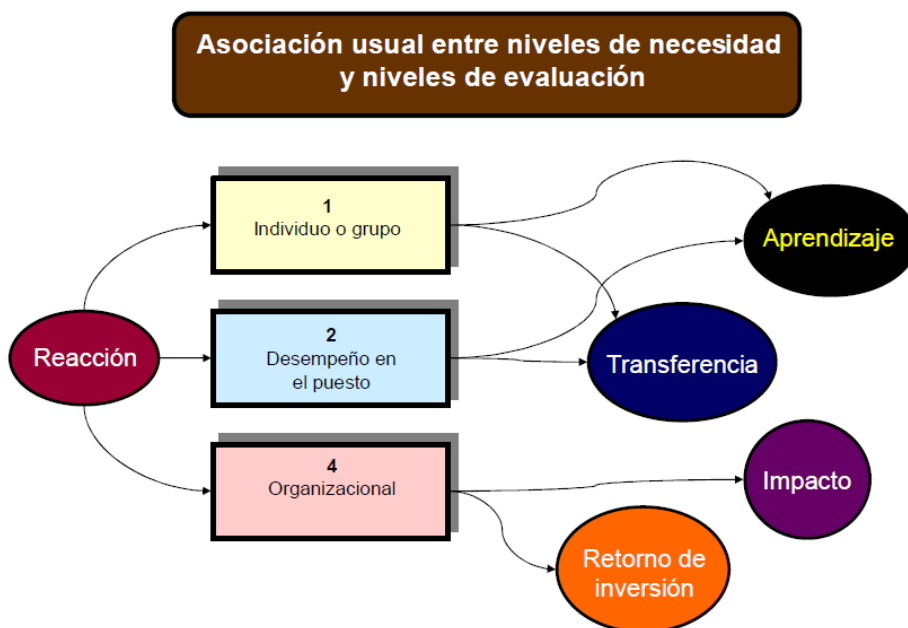 Asociación usual entre niveles de necesidad
y niveles de evaluación
1
Individuo o grupo
Aprendizaje
Reacción
2
Desempeño en
el puesto
Transferencia
4
Organizacional
Impacto
Retorno de
inversión